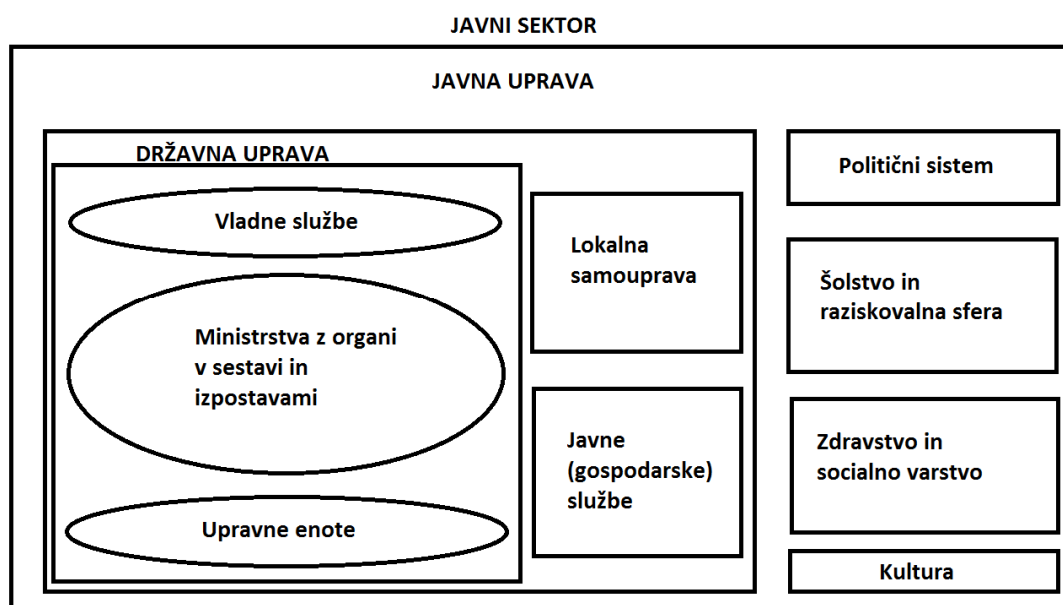 JAVNI SEKTOR
JAVNA UPRAVA
DRŽAVNA UPRAVA
Vladne službe
Ministrstva z organi
v sestavi in
izpostavami
Upravne enote
Lokalna
samouprava
Javne
(gospodarske)
službe
Politični sistem
Šolstvo in
raziskovalna sfera
Zdravstvo in
socialno varstvo
Kultura